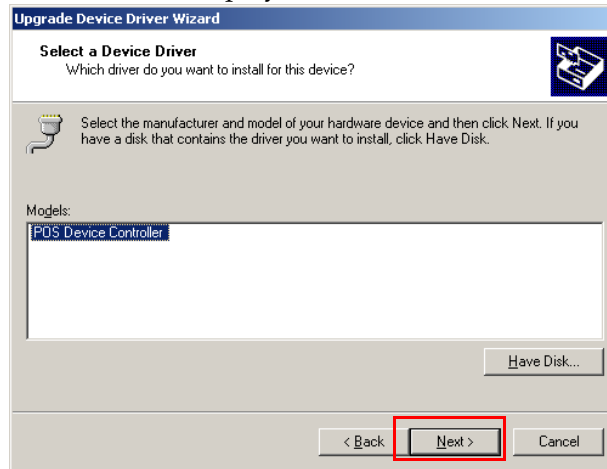 Upgrade Device Driver Wizard
Select a Device Driver
Which driver do you want to install for this device?
Select the manufacturer and model of your hardware device and then click Next. If you
have a disk that contains the driver you want to install, click Have Disk.
Models:
POS Device Controller
Have Disk...
< Back
Next >
Cancel